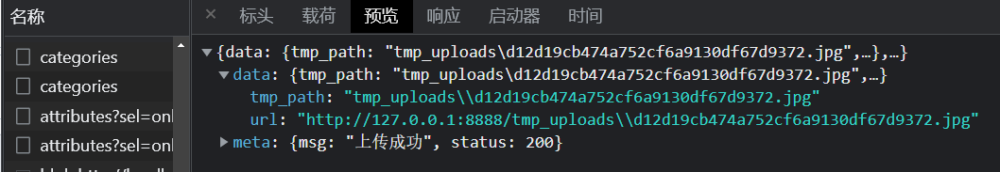 名称
× 标头 载荷 预览 响应 启动器 时间
categories
categories
attributes?sel=onl
attributes?sel=onl
▼{data: {tmp_path: "tmp_uploads\d12d19cb474a752cf6a9130df67d9372.jpg",…},…}
▼data: {tmp_path: "tmp_uploads\d12d19cb474a752cf6a9130df67d9372.jpg",…}
tmp_path: "tmp_uploads\\d12d19cb474a752cf6a9130df67d9372.jpg"
url: "http://127.0.0.1:8888/tmp_uploads\\d12d19cb474a752cf6a9130df67d9372.jpg"
▶meta: {msg: "上传成功", status: 200}